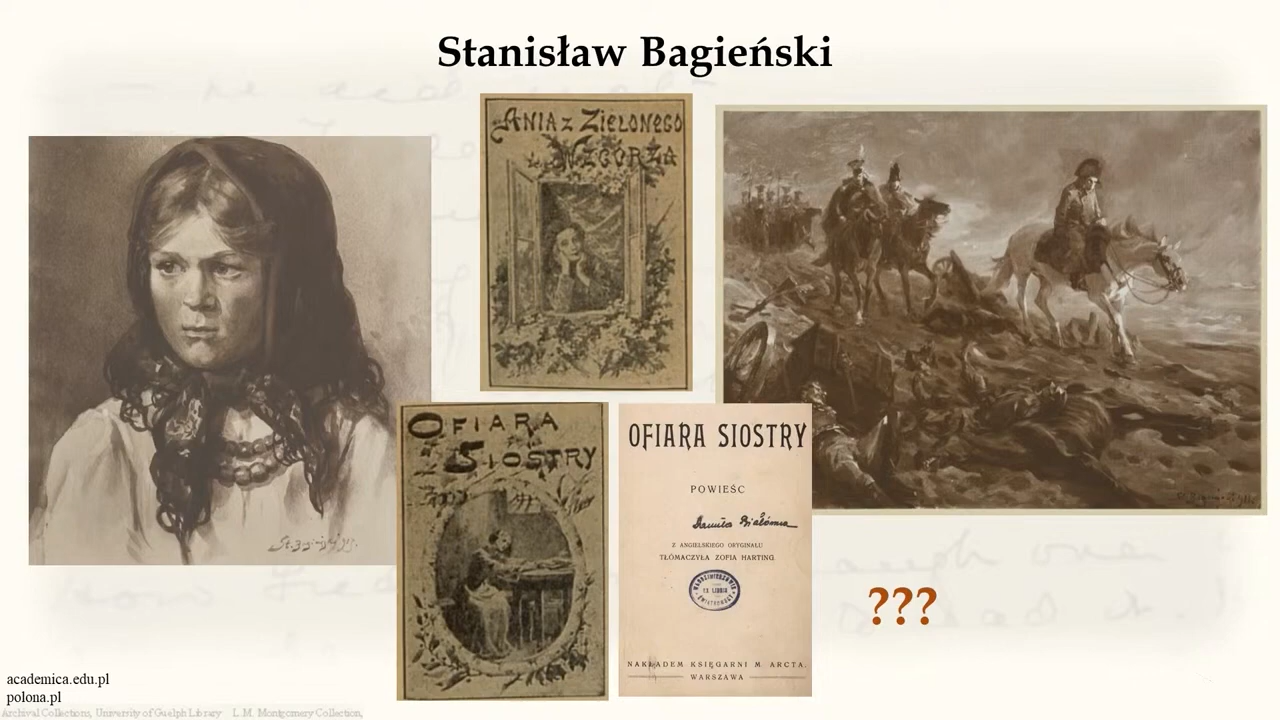 Stanisław Bagieński
ANIA Z ZIELONEGO
WZGÓRZA
OFIARA
SIOSTRY
OFIARA SIOSTRY
POWIEŚĆ
Z ANGIELSKIEGO ORYGINAŁU
TŁÓMACZYŁA ZOFIA HARTING.
NAKŁADEM KSIĘGARNI M. ARCTA.
WARSZAWA
???
academica.edu.pl
polona.pl
Archival Collections, University of Guelph Library L.M. Montgomery Collection,